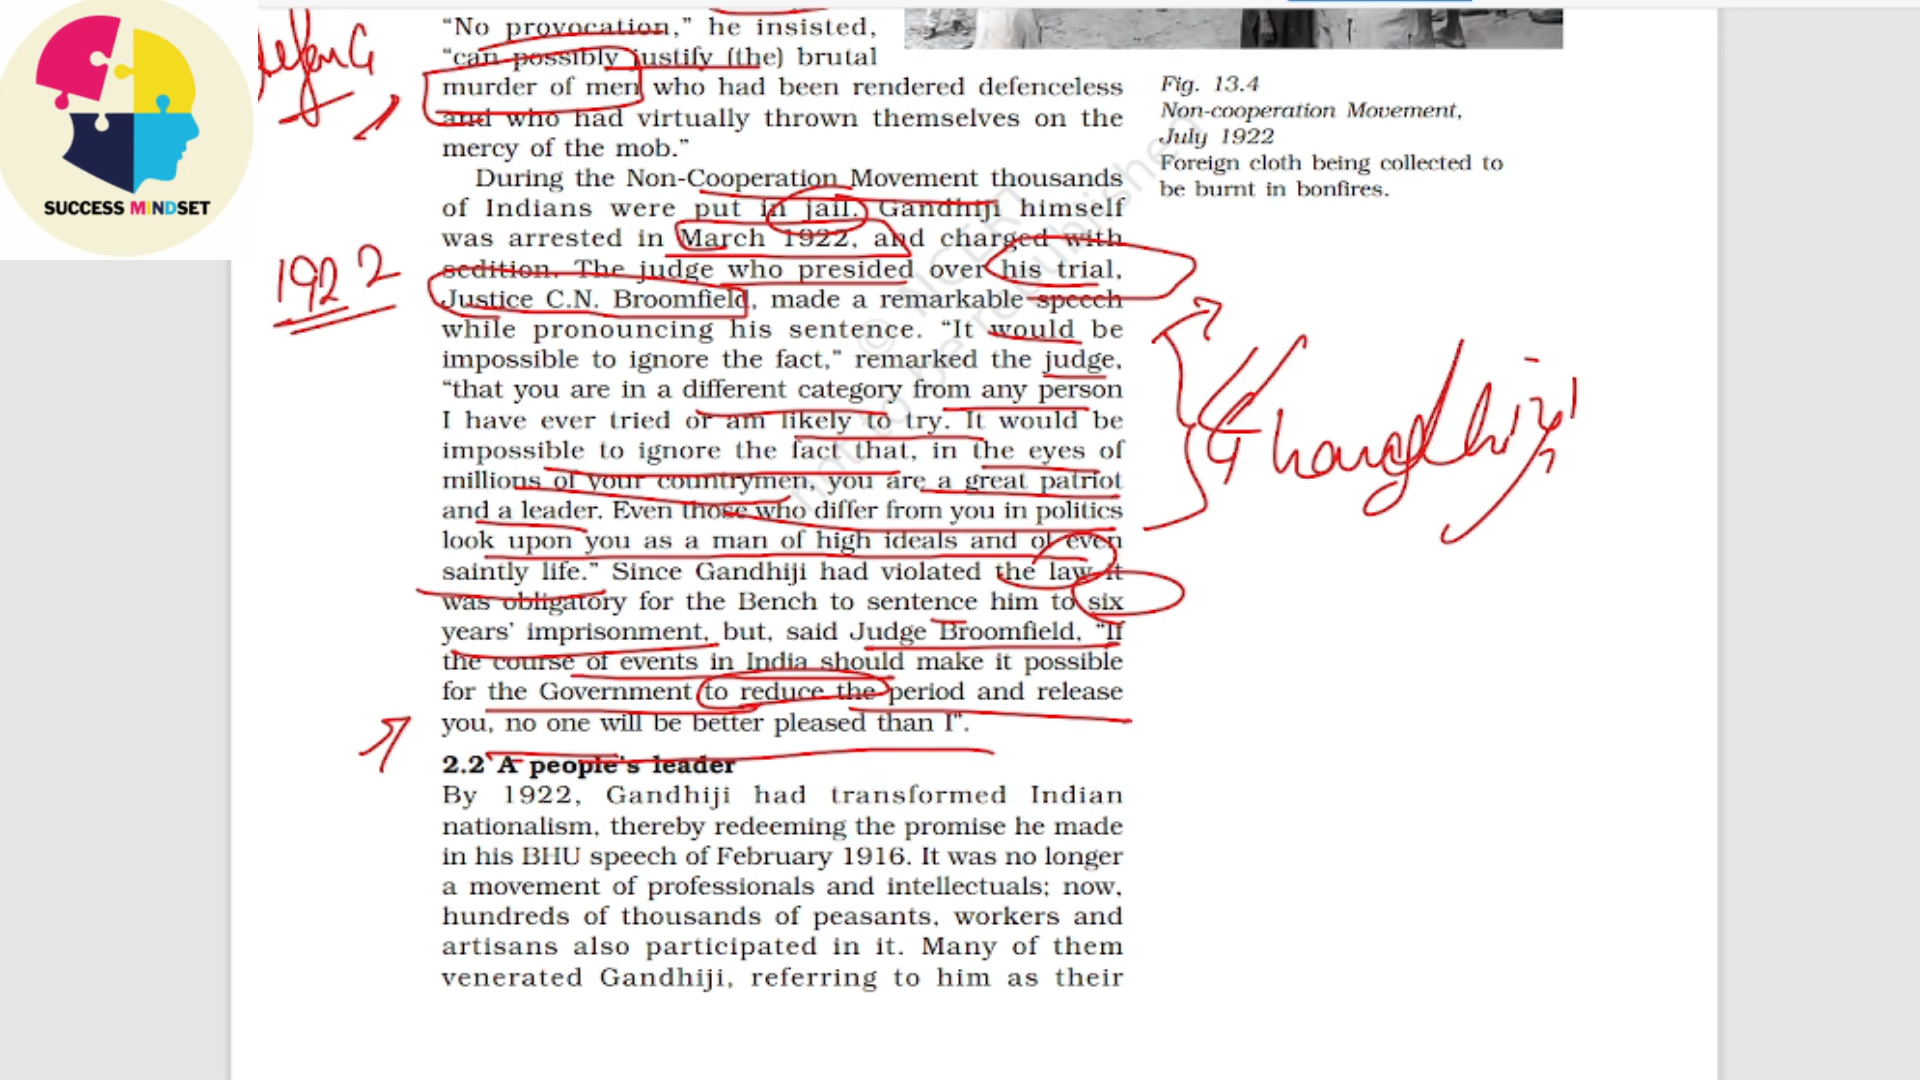 "No provocation," he insisted,
"can possibly justify (the) brutal
murder of men who had been rendered defenceless
and who had virtually thrown themselves on the
mercy of the mob."
During the Non-Cooperation Movement thousands
of Indians were put in jail. Gandhiji himself
was arrested in March 1922, and charged with
sedition. The judge who presided over his trial,
Justice C.N. Broomfield, made a remarkable speech
while pronouncing his sentence. "It would be
impossible to ignore the fact," remarked the judge,
"that you are in a different category from any person
I have ever tried or am likely to try. It would be
impossible to ignore the fact that, in the eyes of
millions of your countrymen, you are a great patriot
and a leader. Even those who differ from you in politics
look upon you as a man of high ideals and of even
saintly life." Since Gandhiji had violated the law it
was obligatory for the Bench to sentence him to six
years' imprisonment, but, said Judge Broomfield, "If
the course of events in India should make it possible
for the Government to reduce the period and release
you, no one will be better pleased than I".
2.2 A people's leader
By 1922, Gandhiji had transformed Indian
nationalism, thereby redeeming the promise he made
in his BHU speech of February 1916. It was no longer
a movement of professionals and intellectuals; now,
hundreds of thousands of peasants, workers and
artisans also participated in it. Many of them
venerated Gandhiji, referring to him as their
Fig. 13.4
Non-cooperation Movement,
July 1922
Foreign cloth being collected to
be burnt in bonfires.
SUCCESS MINDSET
1922
© NCERT
not to be republished